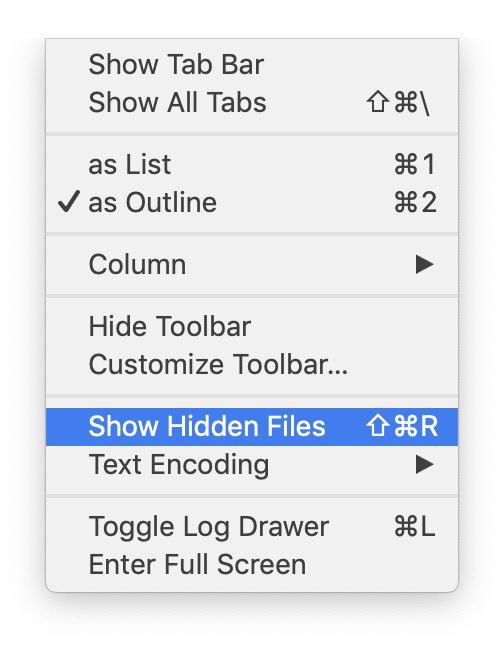 Show Tab Bar
Show All Tabs ⇧⌘\
as List ⌘1
✓ as Outline ⌘2
Column ▶
Hide Toolbar
Customize Toolbar...
Show Hidden Files ⇧⌘R
Text Encoding ▶
Toggle Log Drawer ⌘L
Enter Full Screen